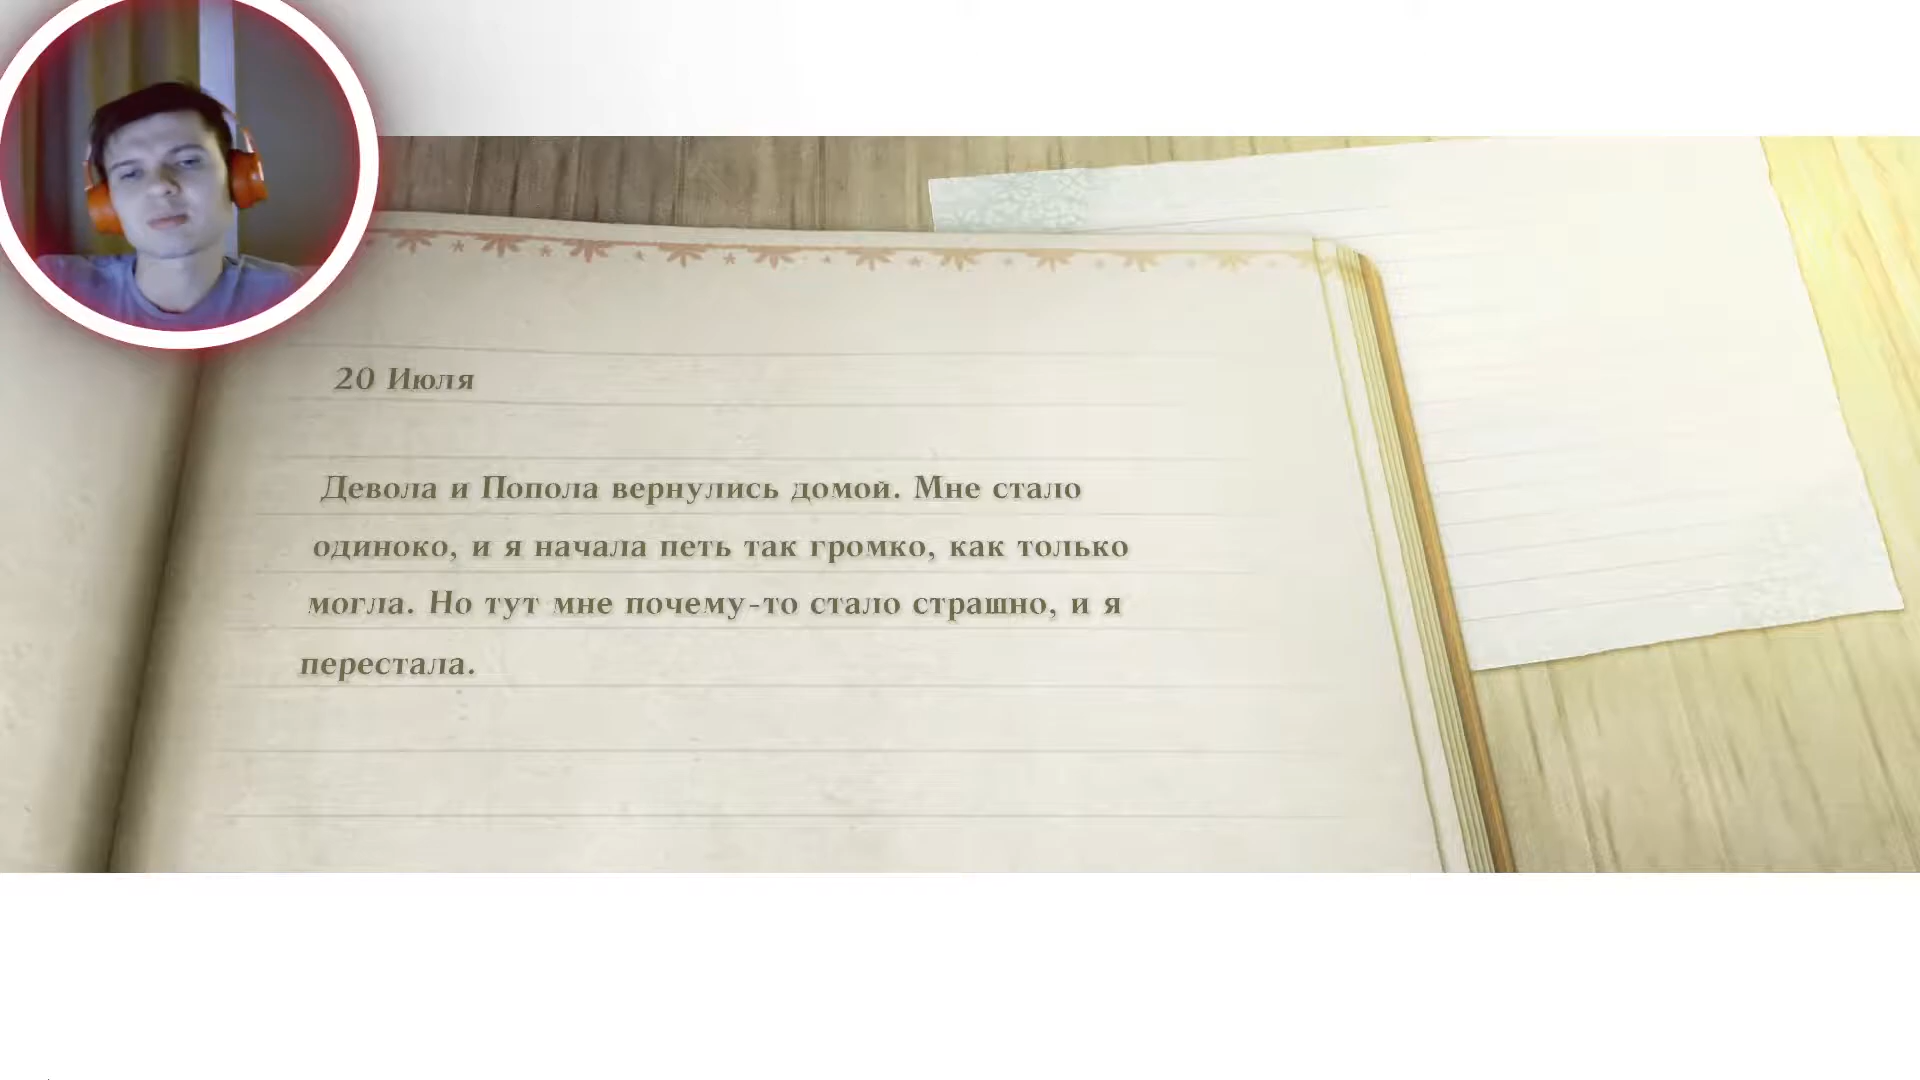 20 Июля
Девола и Попола вернулись домой. Мне стало
одиноко, и я начала петь так громко, как только
могла. Но тут мне почему-то стало страшно, и я
перестала.